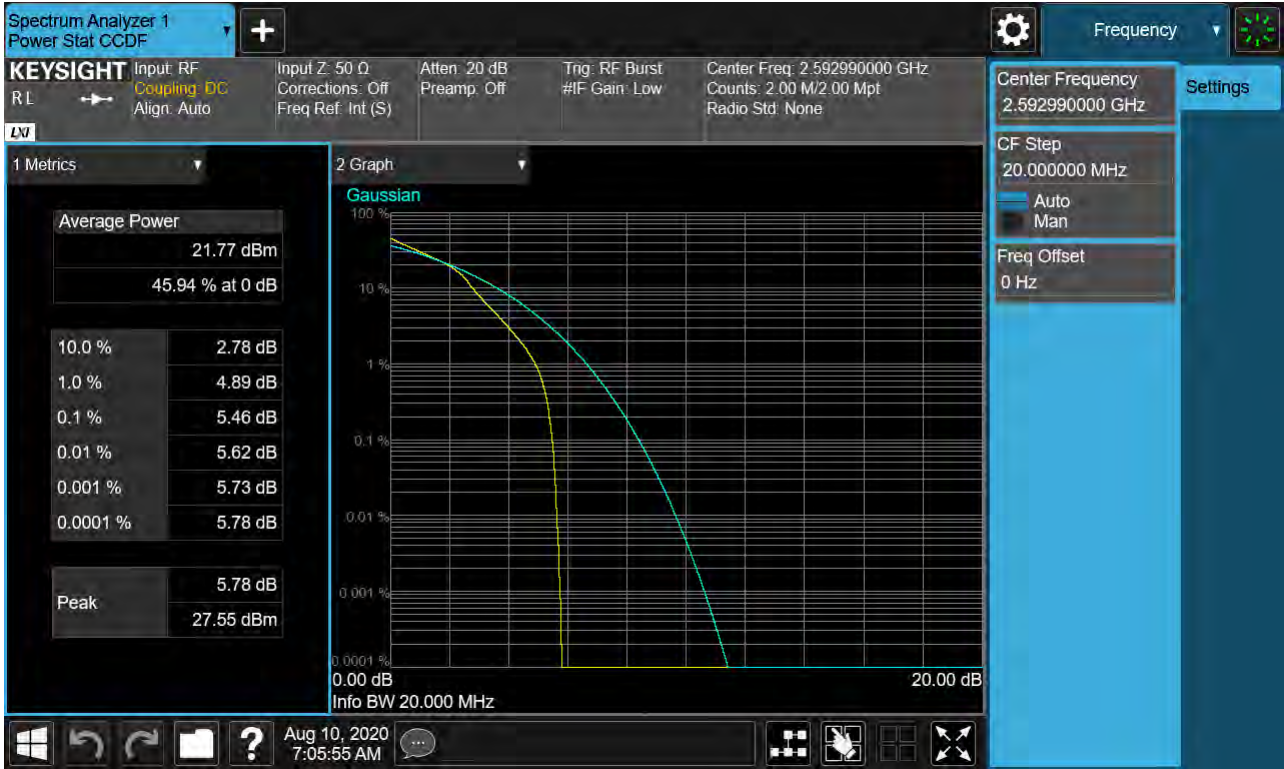 Spectrum Analyzer 1
Power Stat CCDF
Frequency
KEYSIGHT
R L
LXI
Input: RF
Coupling: DC
Align: Auto
Input Z: 50 Ω
Corrections: Off
Freq Ref: Int (S)
Atten: 20 dB
Preamp: Off
Trig: RF Burst
#IF Gain: Low
Center Freq: 2.592990000 GHz
Counts: 2.00 M/2.00 Mpt
Radio Std: None
Center Frequency
2.592990000 GHz
Settings
CF Step
20.000000 MHz
Auto
Man
Freq Offset
0 Hz
1 Metrics
Average Power
21.77 dBm
45.94 % at 0 dB
10.0 % 2.78 dB
1.0 % 4.89 dB
0.1 % 5.46 dB
0.01 % 5.62 dB
0.001 % 5.73 dB
0.0001 % 5.78 dB
Peak
5.78 dB
27.55 dBm
2 Graph
Gaussian
100 %
10 %
1 %
0.1 %
0.01 %
0.001 %
0.0001 %
0.00 dB 20.00 dB
Info BW 20.000 MHz
?
Aug 10, 2020
7:05:55 AM